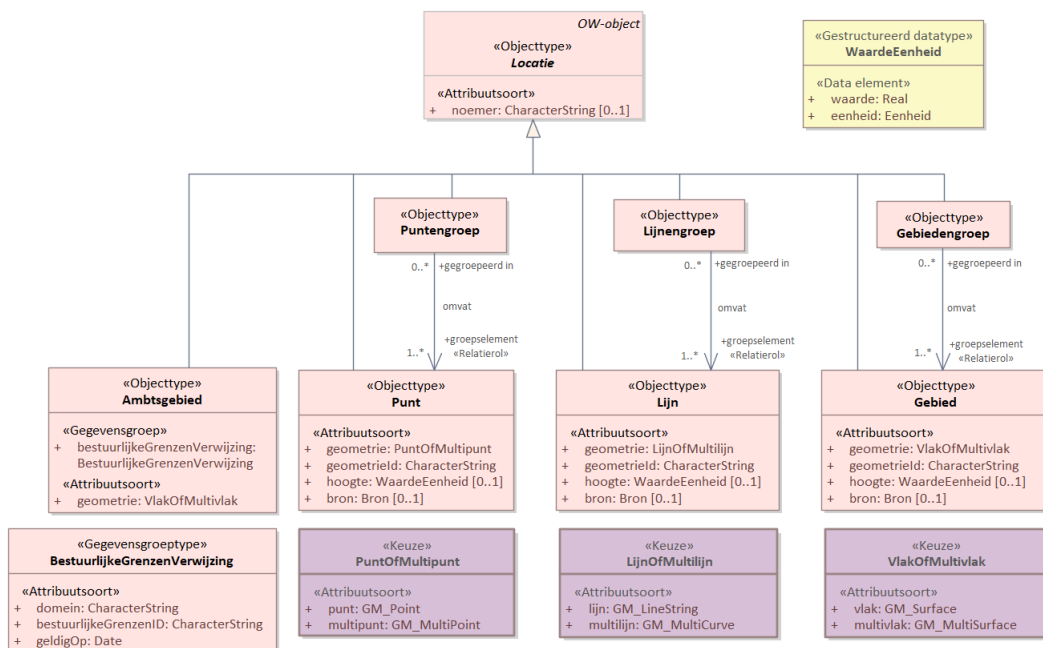 OW-object
«Objecttype»
Locatie
«Attribuutsoort»
+ noemer: CharacterString [0..1]
«Gestructureerd datatype»
WaardeEenheid
«Data element»
+ waarde: Real
+ eenheid: Eenheid
«Objecttype»
Puntengroep
«Objecttype»
Lijnengroep
«Objecttype»
Gebiedengroep
0..* +gegroepeerd in
omvat
+groepselement
1..* «Relatierol»
0..* +gegroepeerd in
omvat
+groepselement
1..* «Relatierol»
0..* +gegroepeerd in
omvat
+groepselement
1..* «Relatierol»
«Objecttype»
Ambtsgebied
«Gegevensgroep»
+ bestuurlijkeGrenzenVerwijzing:
BestuurlijkeGrenzenVerwijzing
«Attribuutsoort»
+ geometrie: VlakOfMultivlak
«Objecttype»
Punt
«Attribuutsoort»
+ geometrie: PuntOfMultipunt
+ geometrieId: CharacterString
+ hoogte: WaardeEenheid [0..1]
+ bron: Bron [0..1]
«Objecttype»
Lijn
«Attribuutsoort»
+ geometrie: LijnOfMultilijn
+ geometrieId: CharacterString
+ hoogte: WaardeEenheid [0..1]
+ bron: Bron [0..1]
«Objecttype»
Gebied
«Attribuutsoort»
+ geometrie: VlakOfMultivlak
+ geometrieId: CharacterString
+ hoogte: WaardeEenheid [0..1]
+ bron: Bron [0..1]
«Gegevensgroeptype»
BestuurlijkeGrenzenVerwijzing
«Attribuutsoort»
+ domein: CharacterString
+ bestuurlijkeGrenzenID: CharacterString
+ geldigOp: Date
«Keuze»
PuntOfMultipunt
«Attribuutsoort»
+ punt: GM_Point
+ multipunt: GM_MultiPoint
«Keuze»
LijnOfMultilijn
«Attribuutsoort»
+ lijn: GM_LineString
+ multilijn: GM_MultiCurve
«Keuze»
VlakOfMultivlak
«Attribuutsoort»
+ vlak: GM_Surface
+ multivlak: GM_MultiSurface